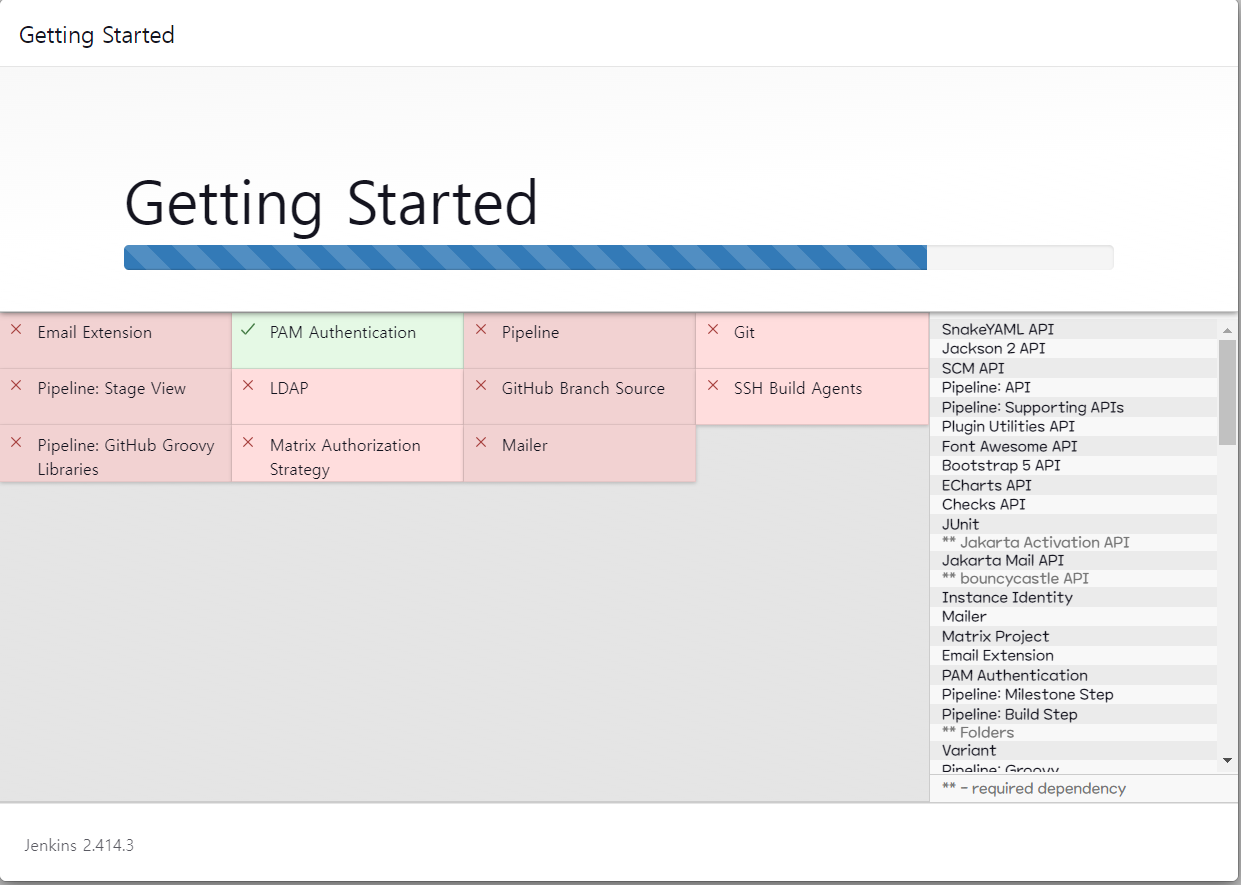 Getting Started
Getting Started
Email Extension
PAM Authentication
Pipeline
Git
Pipeline: Stage View
LDAP
GitHub Branch Source
SSH Build Agents
Pipeline: GitHub Groovy
Libraries
Matrix Authorization
Strategy
Mailer
SnakeYAML API
Jackson 2 API
SCM API
Pipeline: API
Pipeline: Supporting APIs
Plugin Utilities API
Font Awesome API
Bootstrap 5 API
ECharts API
Checks API
JUnit
** Jakarta Activation API
Jakarta Mail API
** bouncycastle API
Instance Identity
Mailer
Matrix Project
Email Extension
PAM Authentication
Pipeline: Milestone Step
Pipeline: Build Step
** Folders
Variant
Pipeline: Groovy
** - required dependency
Jenkins 2.414.3